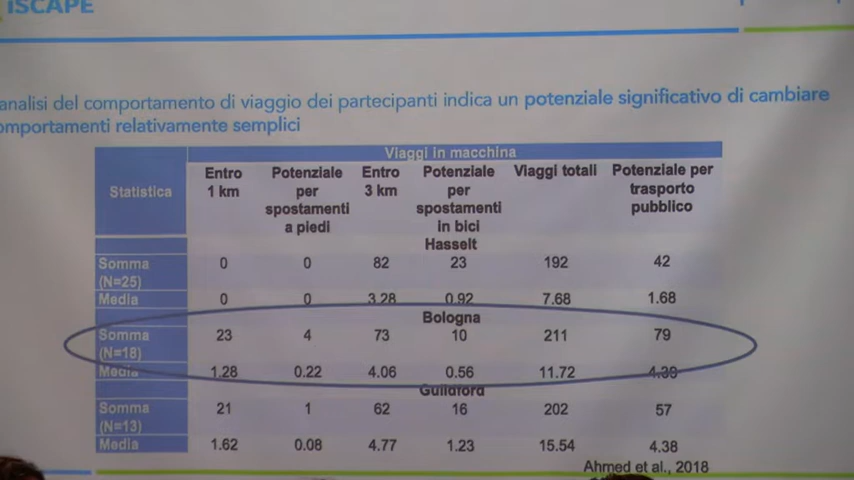 iSCAPE
analisi del comportamento di viaggio dei partecipanti indica un potenziale significativo di cambiare
omportamenti relativamente semplici
Viaggi in macchina
Statistica Entro 1 km Potenziale per spostamenti a piedi Entro 3 km Potenziale per spostamenti in bici Viaggi totali Potenziale per trasporto pubblico
Hasselt
Somma (N=25) 0 0 82 23 192 42
Media 0 0 3.28 0.92 7.68 1.68
Bologna
Somma (N=18) 23 4 73 10 211 79
Media 1.28 0.22 4.06 0.56 11.72
Guildford
Somma (N=13) 21 1 62 16 202 57
Media 1.62 0.08 4.77 1.23 15.54 4.38
Ahmed et al., 2018